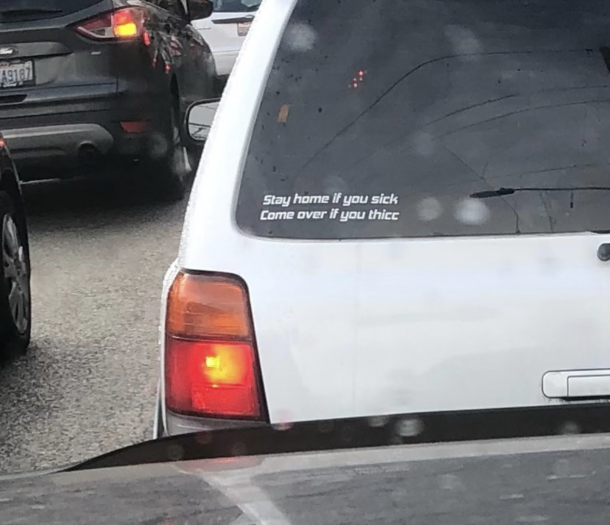 Stay home if you sick
Come over if you thicc